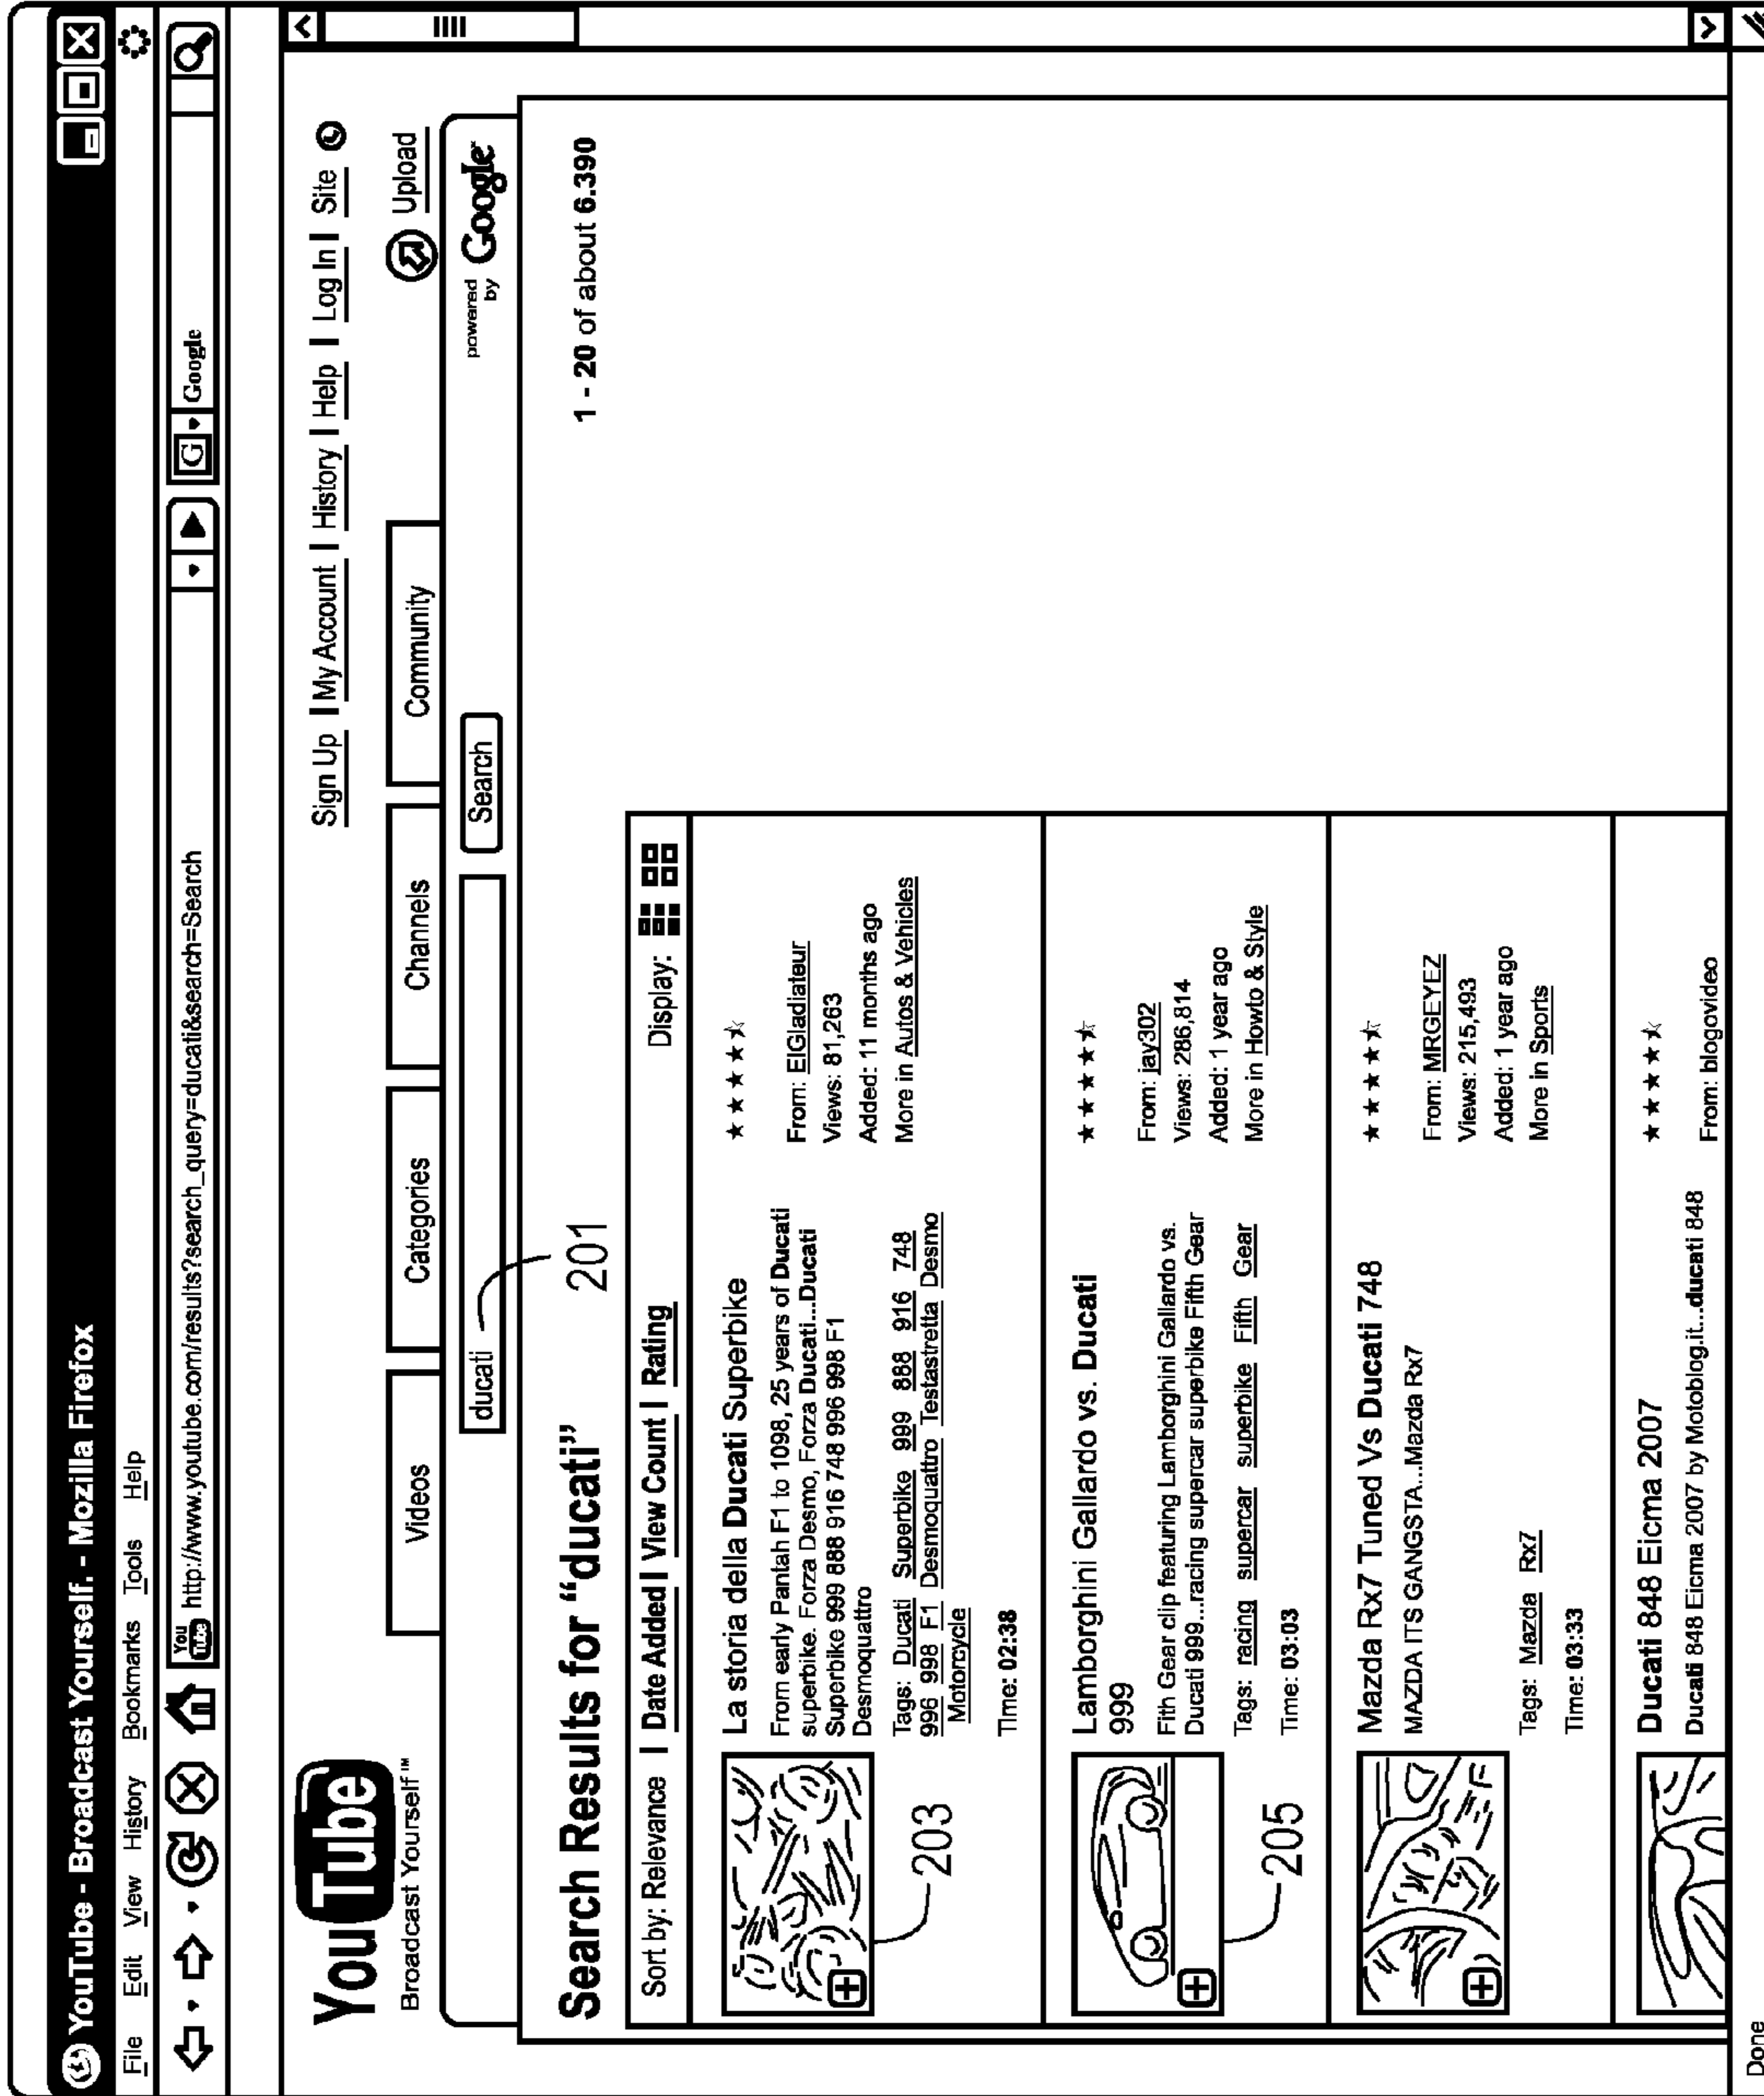 YouTube - Broadcast Yourself. - Mozilla Firefox
File Edit View History Bookmarks Tools Help
You Tube http://www.youtube.com/results?search_query=ducati&search=Search G Google
Sign Up | My Account | History | Help | Log In | Site
YouTube
Broadcast Yourself™
Videos Categories Channels Community Upload
ducati Search powered by Google™
201
Search Results for “ducati” 1 - 20 of about 6.390
Sort by: Relevance | Date Added | View Count | Rating Display:
La storia della Ducati Superbike
From early Pantah F1 to 1098, 25 years of Ducati
superbike. Forza Desmo, Forza Ducati...Ducati
Superbike 999 888 916 748 996 998 F1
Desmoquattro
Tags: Ducati Superbike 999 888 916 748
996 998 F1 Desmoquattro Testastretta Desmo
Motorcycle
Time: 02:38
From: ElGladiateur
Views: 81,263
Added: 11 months ago
More in Autos & Vehicles
203
Lamborghini Gallardo vs. Ducati
999
Fith Gear clip featuring Lamborghini Gallardo vs.
Ducati 999...racing supercar superbike Fifth Gear
Tags: racing supercar superbike Fifth Gear
Time: 03:03
From: jay302
Views: 286,814
Added: 1 year ago
More in Howto & Style
205
Mazda Rx7 Tuned Vs Ducati 748
MAZDA ITS GANGSTA...Mazda Rx7
Tags: Mazda Rx7
Time: 03:33
From: MRGEYEZ
Views: 215,493
Added: 1 year ago
More in Sports
Ducati 848 Eicma 2007
Ducati 848 Eicma 2007 by Motoblog.it...ducati 848
From: blogovideo
Done